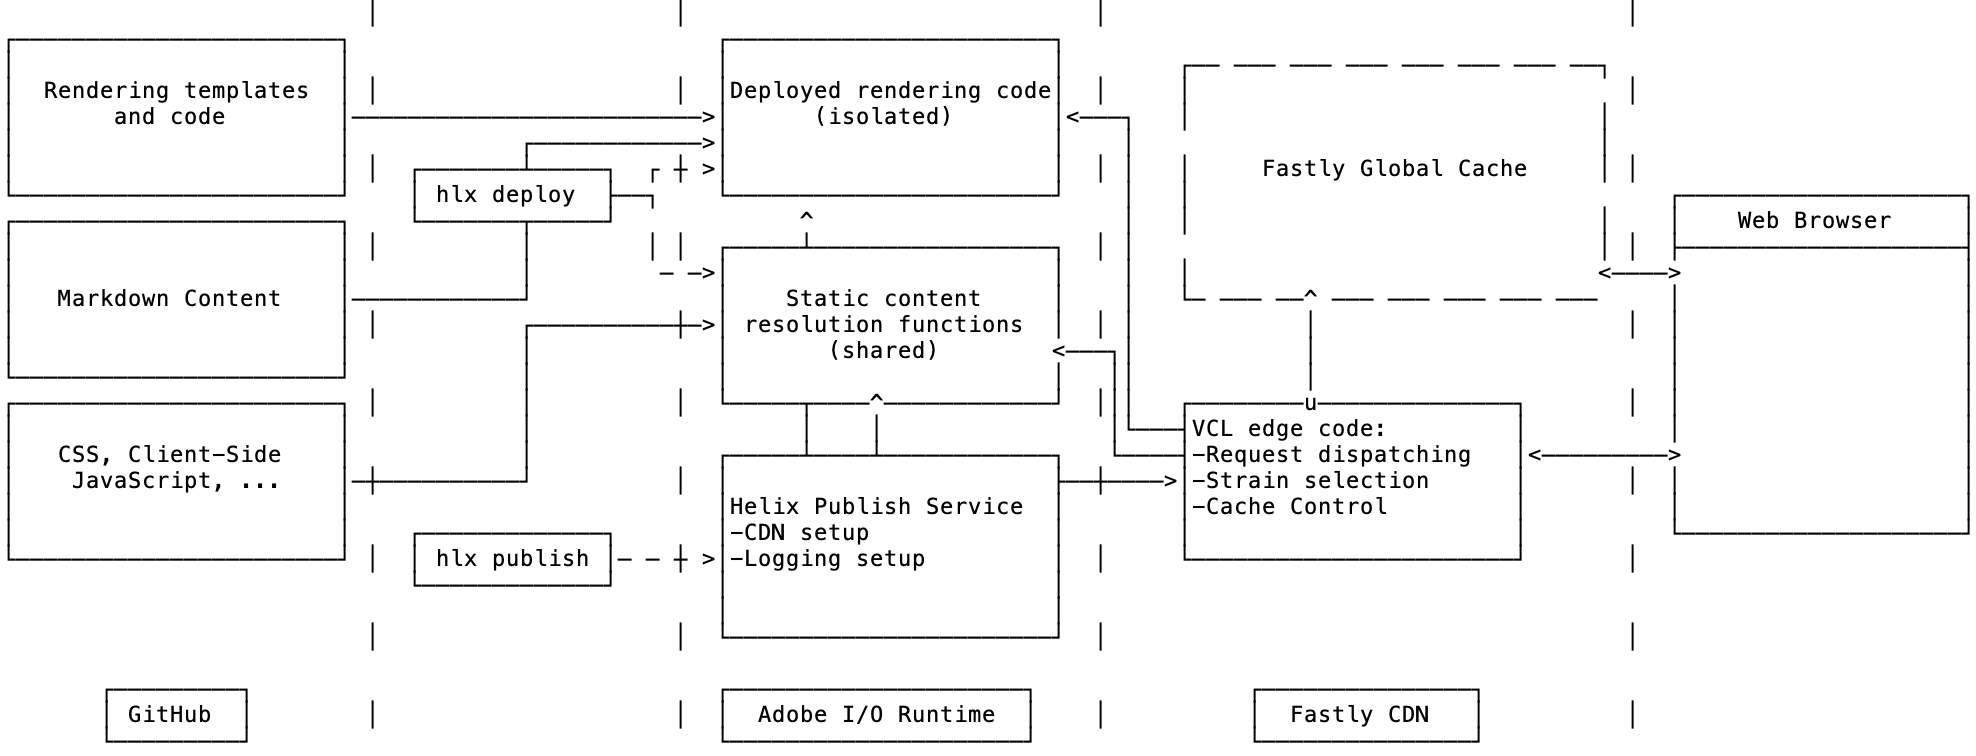 Rendering templates
and code
Markdown Content
CSS, Client-Side
JavaScript, ...
GitHub
hlx deploy
hlx publish
Deployed rendering code
(isolated)
Static content
resolution functions
(shared)
Helix Publish Service
-CDN setup
-Logging setup
Adobe I/O Runtime
Fastly Global Cache
u
VCL edge code:
-Request dispatching
-Strain selection
-Cache Control
Fastly CDN
Web Browser